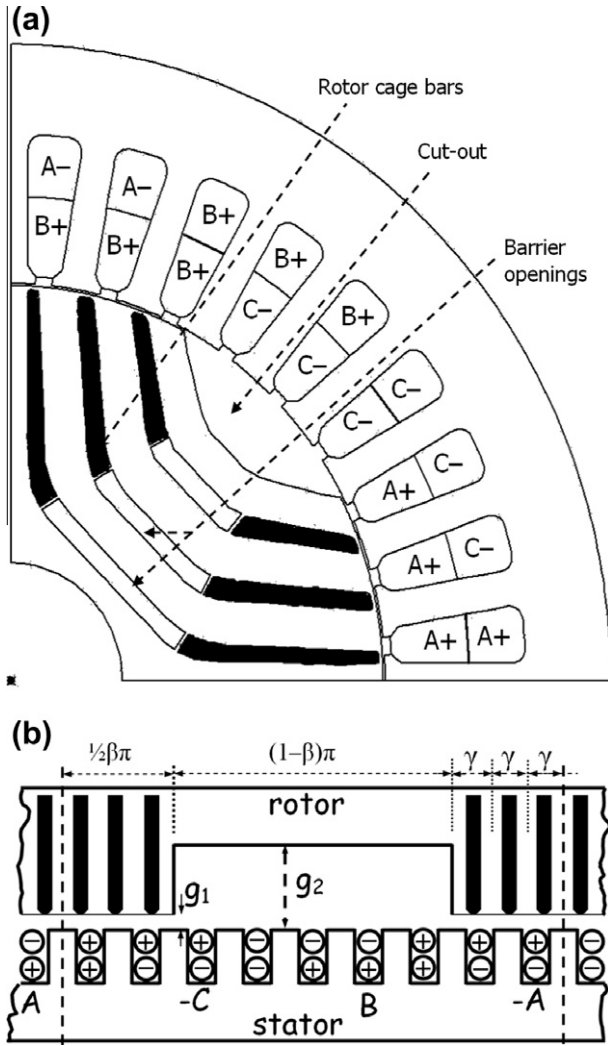 (a)
Rotor cage bars
Cut-out
Barrier
openings
A−
B+
A−
B+
B+
B+
B+
C−
B+
C−
C− C−
A+ C−
A+ C−
A+ A+
(b)
½βπ (1−β)π γ γ γ
rotor
g1 g2
⊖ ⊕ ⊕ ⊕ ⊖ ⊖ ⊖ ⊕ ⊕ ⊕ ⊖
⊕ ⊕ ⊕ ⊖ ⊖ ⊖ ⊕ ⊕ ⊕ ⊖ ⊖
A -C B -A
stator